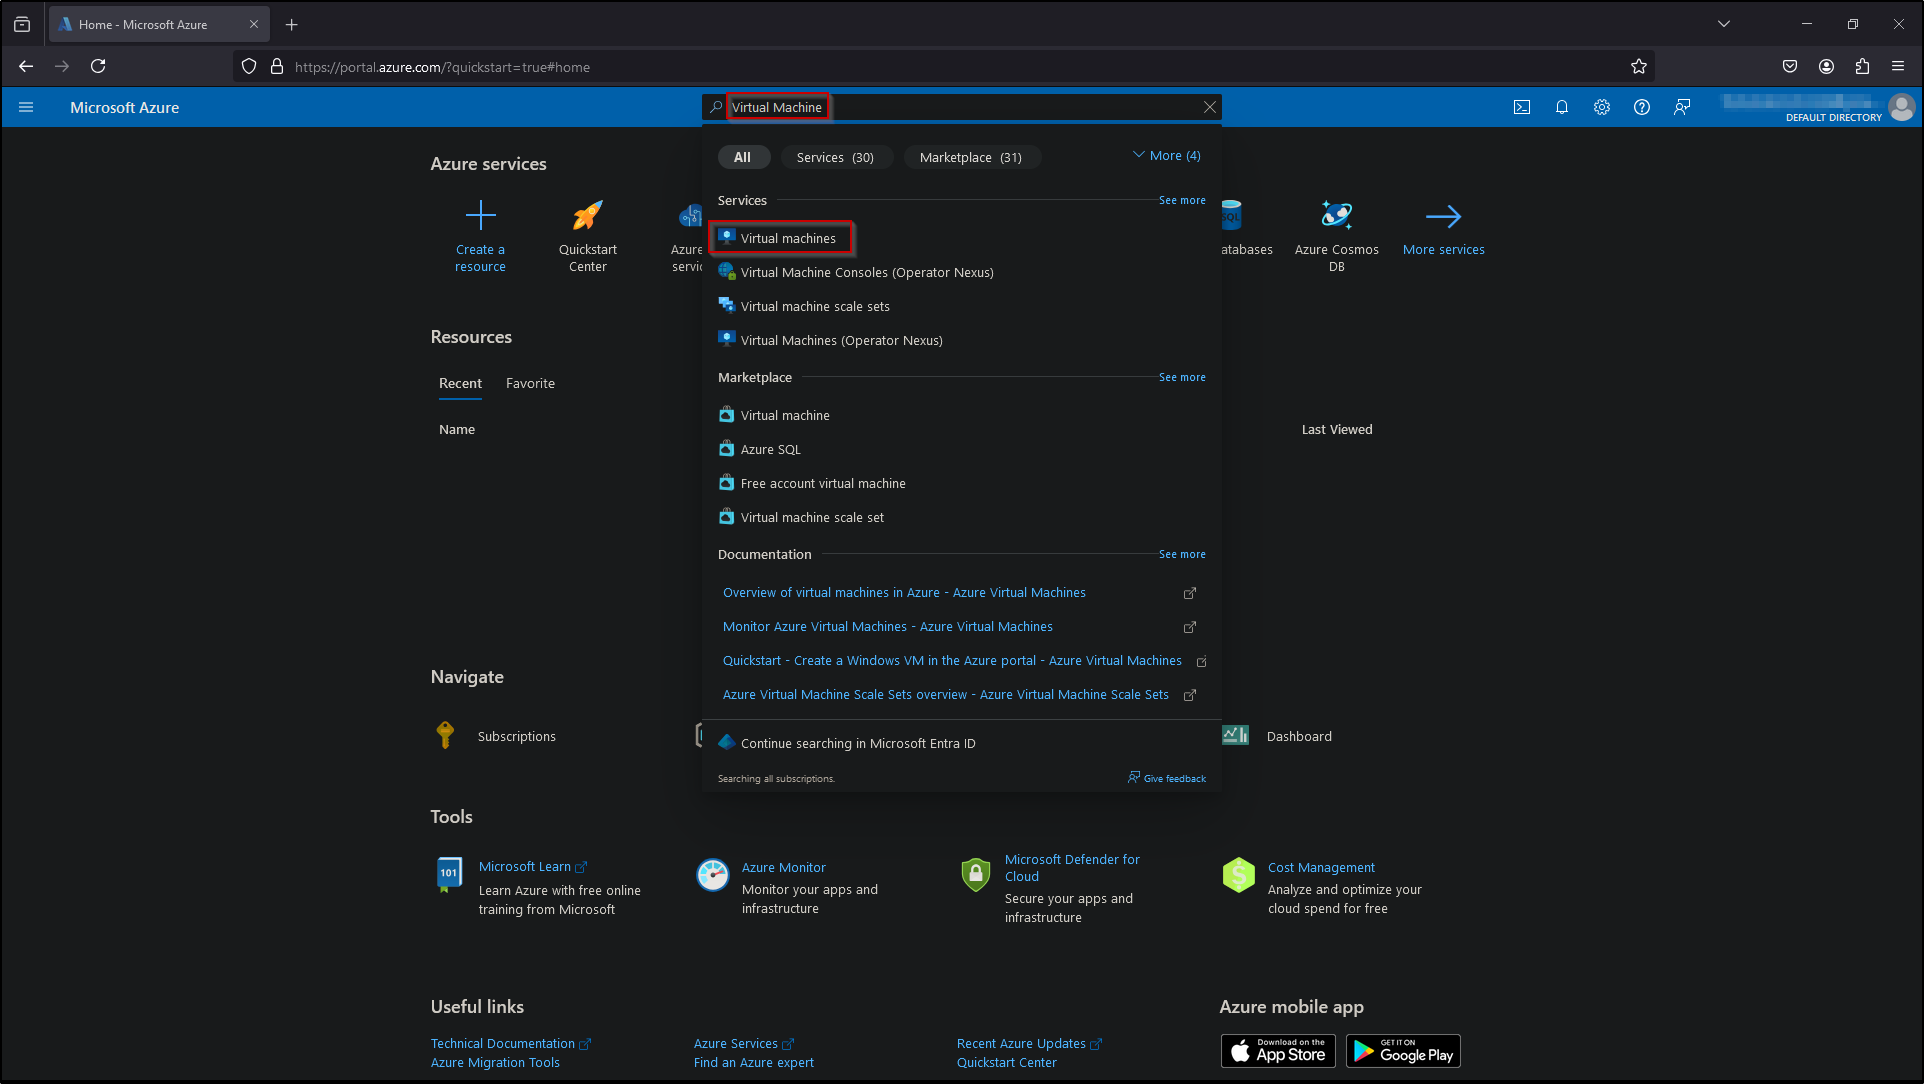 Home - Microsoft Azure
https://portal.azure.com/?quickstart=true#home
Microsoft Azure
Virtual Machine
DEFAULT DIRECTORY
All
Services (30)
Marketplace (31)
More (4)
Azure services
Create a
resource
Quickstart
Center
Azure
servic
SQL
atabases
Azure Cosmos
DB
More services
Services
See more
Virtual machines
Virtual Machine Consoles (Operator Nexus)
Virtual machine scale sets
Virtual Machines (Operator Nexus)
Marketplace
See more
Virtual machine
Azure SQL
Free account virtual machine
Virtual machine scale set
Documentation
See more
Overview of virtual machines in Azure - Azure Virtual Machines
Monitor Azure Virtual Machines - Azure Virtual Machines
Quickstart - Create a Windows VM in the Azure portal - Azure Virtual Machines
Azure Virtual Machine Scale Sets overview - Azure Virtual Machine Scale Sets
Continue searching in Microsoft Entra ID
Searching all subscriptions.
Give feedback
Resources
Recent
Favorite
Name
Last Viewed
Navigate
Subscriptions
Dashboard
Tools
101
Microsoft Learn
Learn Azure with free online
training from Microsoft
Azure Monitor
Monitor your apps and
infrastructure
Microsoft Defender for
Cloud
Secure your apps and
infrastructure
Cost Management
Analyze and optimize your
cloud spend for free
Useful links
Technical Documentation
Azure Migration Tools
Azure Services
Find an Azure expert
Recent Azure Updates
Quickstart Center
Azure mobile app
Download on the
App Store
GET IT ON
Google Play